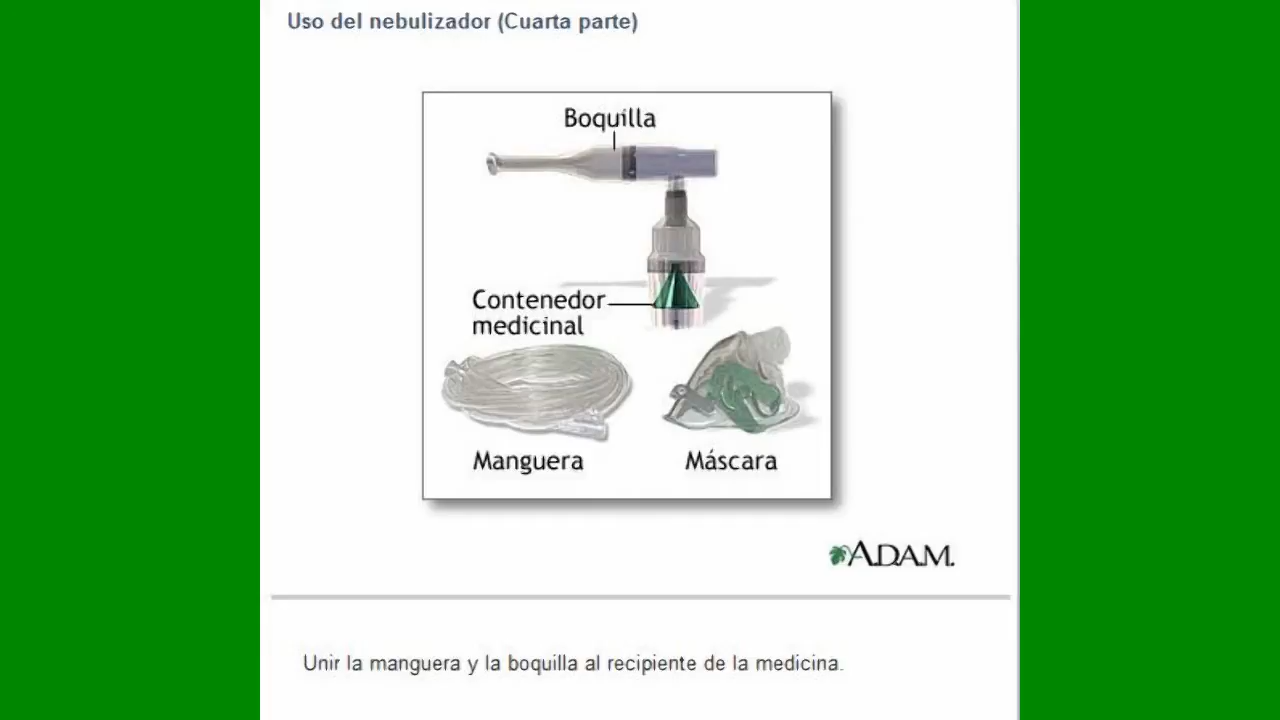 Uso del nebulizador (Cuarta parte)
Boquilla
Contenedor
medicinal
Manguera
Máscara
A.D.A.M.
Unir la manguera y la boquilla al recipiente de la medicina.